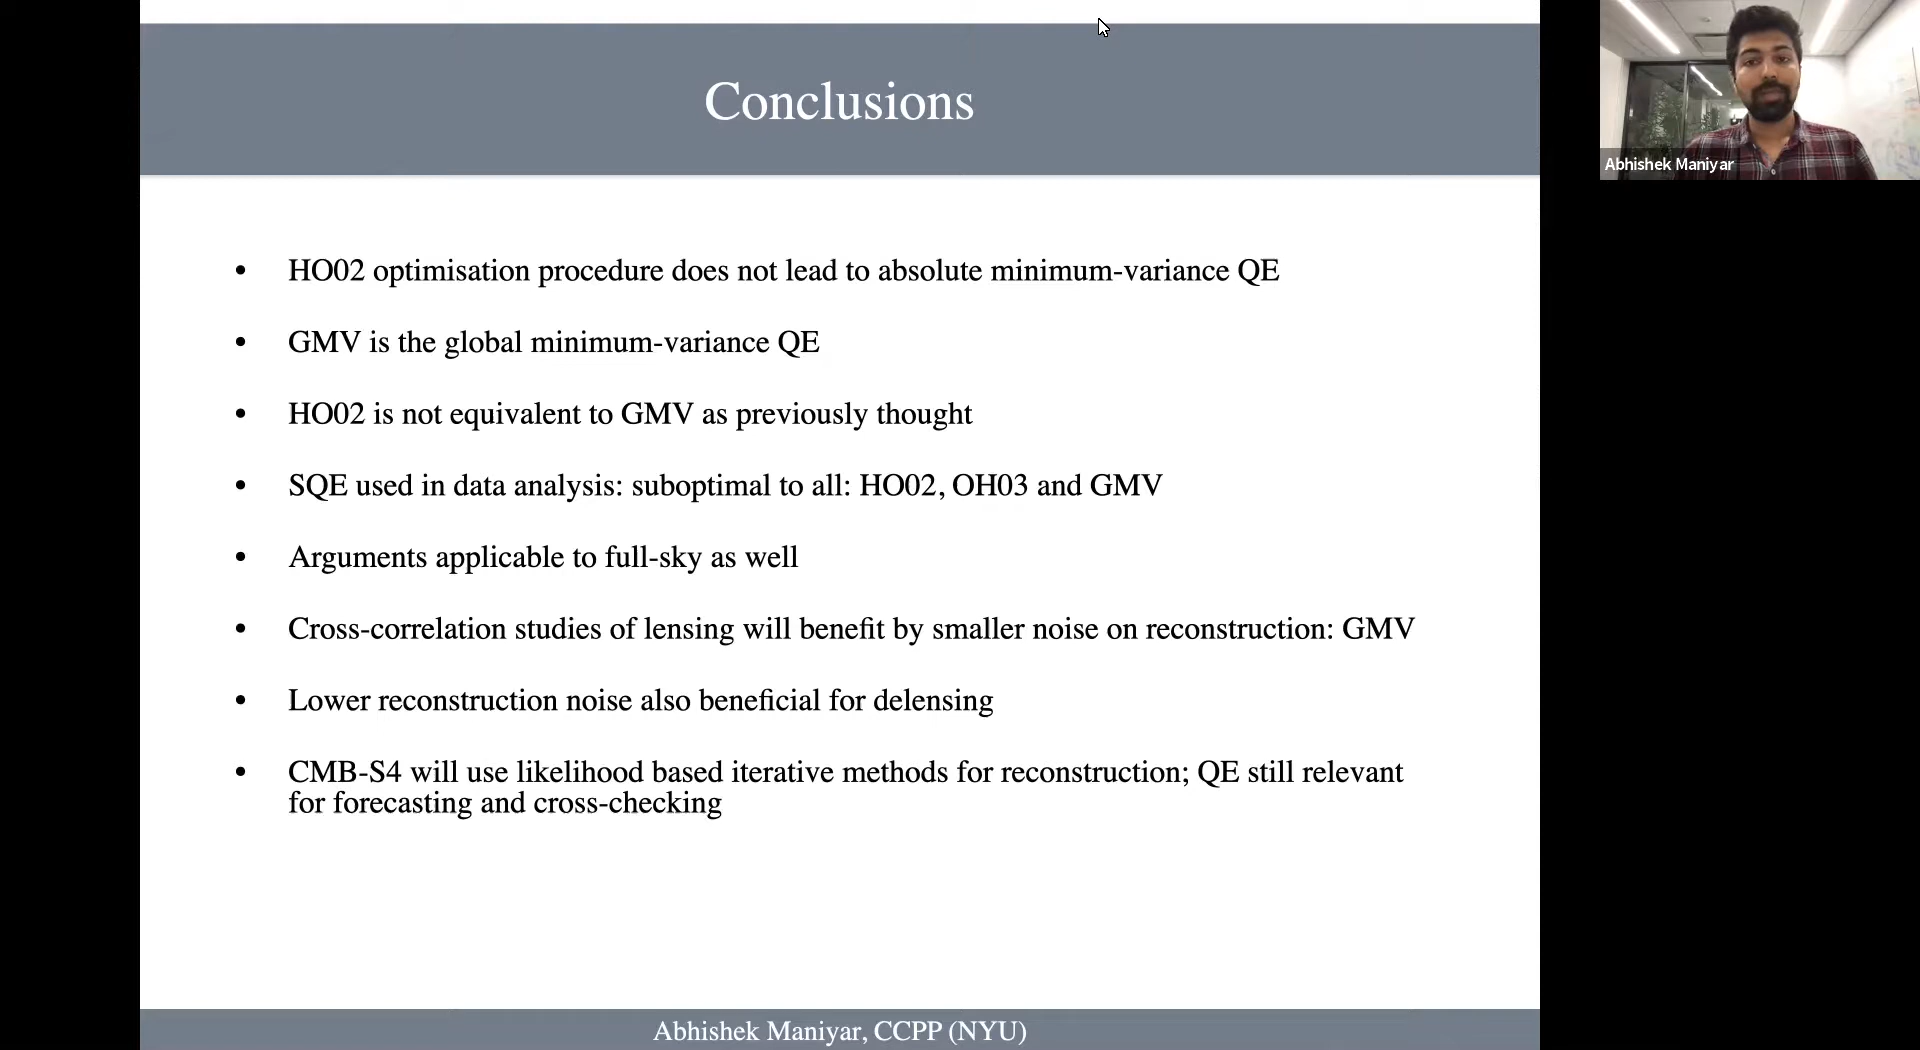 Conclusions
Abhishek Maniyar
• HO02 optimisation procedure does not lead to absolute minimum-variance QE
• GMV is the global minimum-variance QE
• HO02 is not equivalent to GMV as previously thought
• SQE used in data analysis: suboptimal to all: HO02, OH03 and GMV
• Arguments applicable to full-sky as well
• Cross-correlation studies of lensing will benefit by smaller noise on reconstruction: GMV
• Lower reconstruction noise also beneficial for delensing
• CMB-S4 will use likelihood based iterative methods for reconstruction; QE still relevant
for forecasting and cross-checking
Abhishek Maniyar, CCPP (NYU)